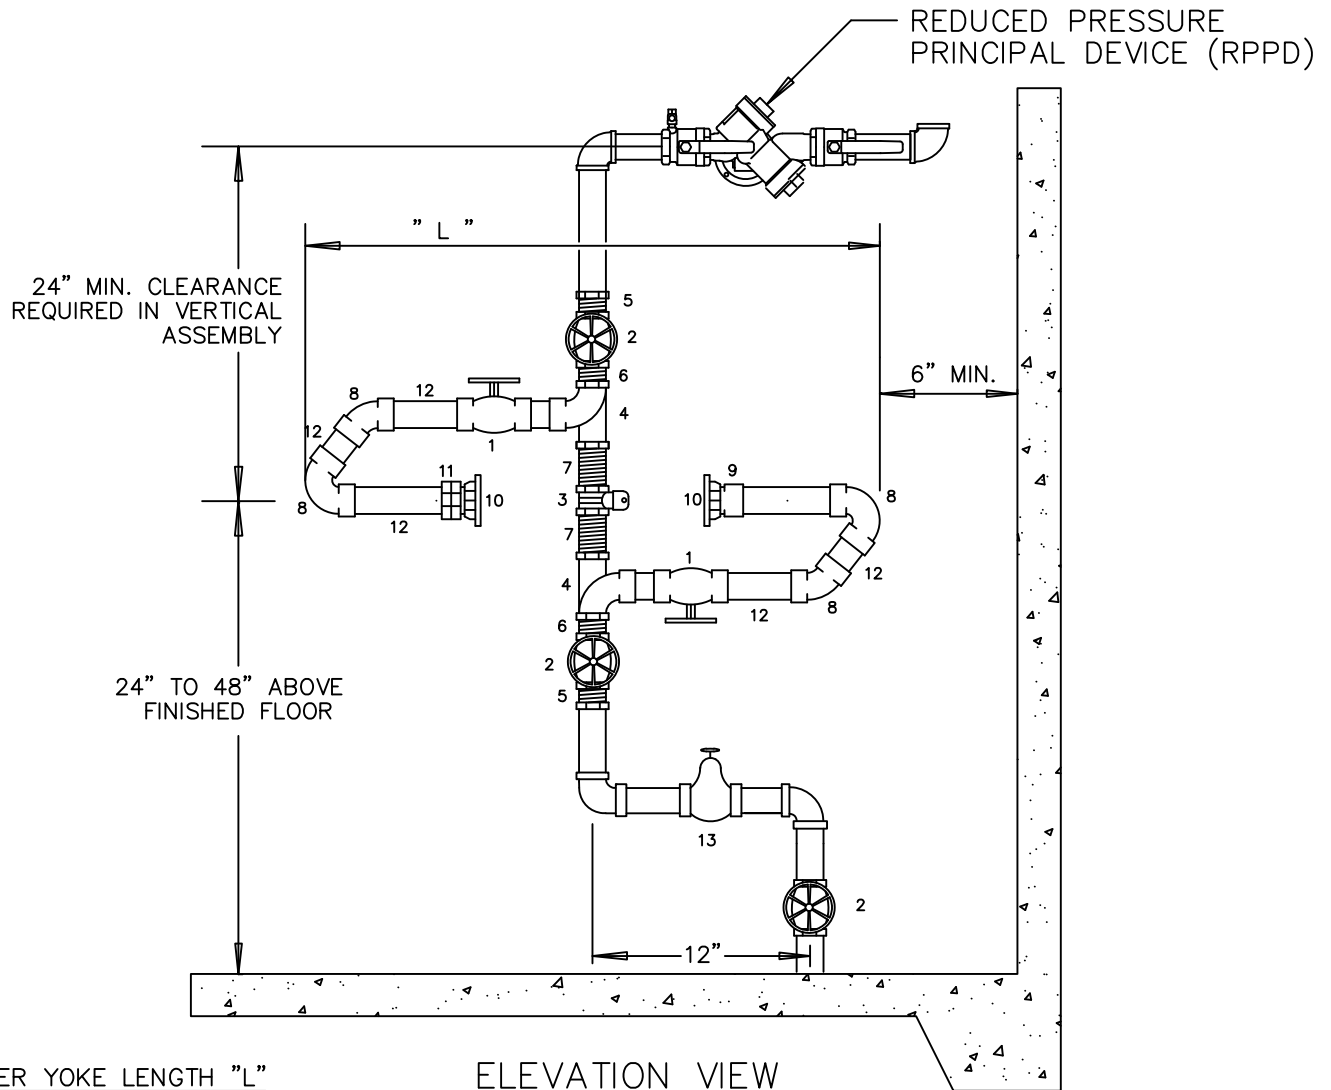 REDUCED PRESSURE
PRINCIPAL DEVICE (RPPD)
" L "
24" MIN. CLEARANCE
REQUIRED IN VERTICAL
ASSEMBLY
5
2
6" MIN.
6
8
12
4
1
12
7
11
9
10
3
10
8
8
12
7
1
12
4
12
8
6
2
5
24" TO 48" ABOVE
FINISHED FLOOR
13
2
12"
ER YOKE LENGTH "L"
ELEVATION VIEW